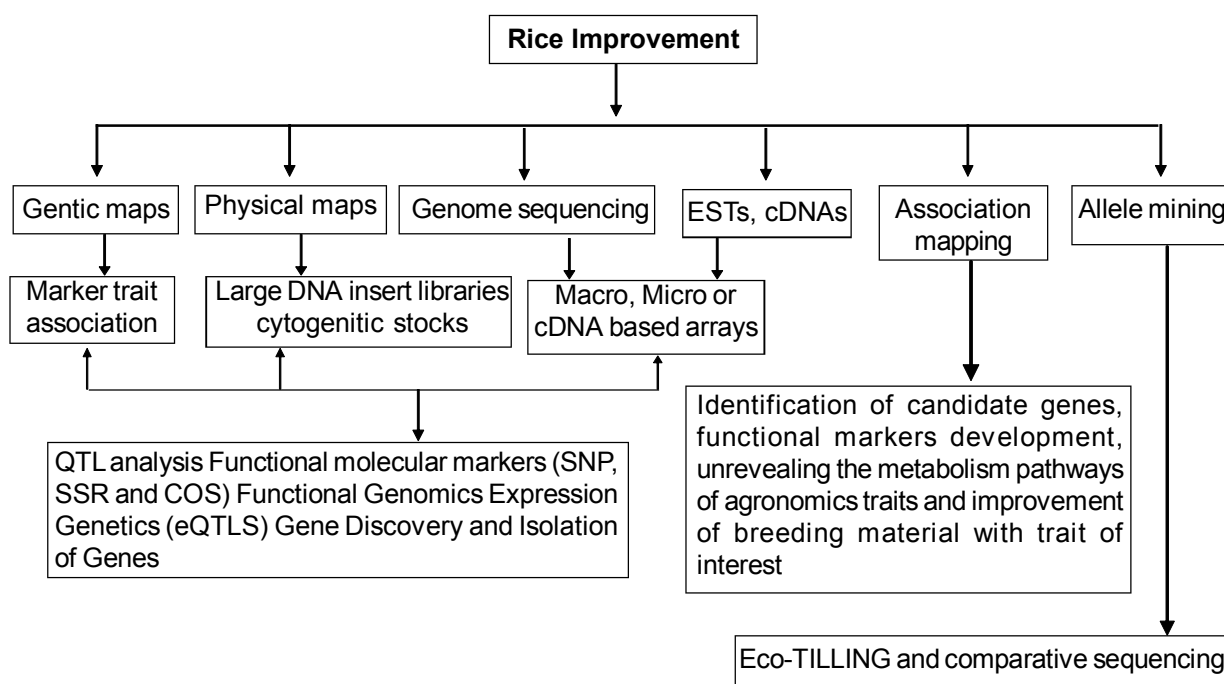 Rice Improvement
Gentic maps
Physical maps
Genome sequencing
ESTs, cDNAs
Association
mapping
Allele mining
Marker trait
association
Large DNA insert libraries
cytogenitic stocks
Macro, Micro or
cDNA based arrays
Identification of candidate genes,
functional markers development,
unrevealing the metabolism pathways
of agronomics traits and improvement
of breeding material with trait of
interest
QTL analysis Functional molecular markers (SNP,
SSR and COS) Functional Genomics Expression
Genetics (eQTLS) Gene Discovery and Isolation
of Genes
Eco-TILLING and comparative sequencing